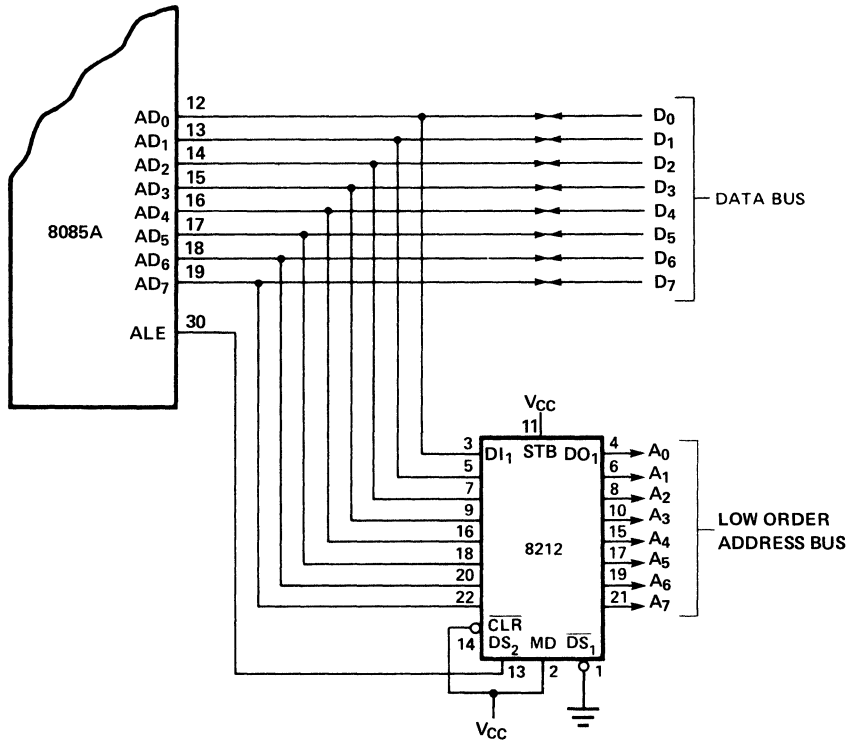 12
AD0 D0
13
AD1 D1
14
AD2 D2
15
AD3 D3
16
AD4 D4
DATA BUS
17
8085A AD5 D5
18
AD6 D6
19
AD7 D7
30
ALE
VCC
11
3 DI1 STB DO1 4 A0
5 6 A1
7 8 A2
9 10 A3
LOW ORDER
ADDRESS BUS
16 15 A4
8212
18 17 A5
20 19 A6
22 21 A7
CLR
14 DS2 MD DS1
13 2 1
VCC